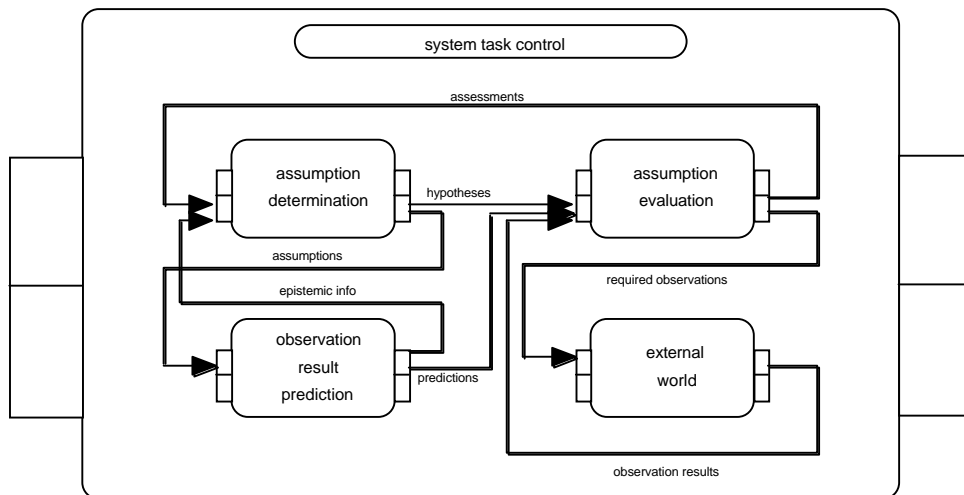 system task control
assessments
assumption
determination
hypotheses
assumption
evaluation
assumptions
epistemic info
required observations
observation
result
prediction
predictions
external
world
observation results